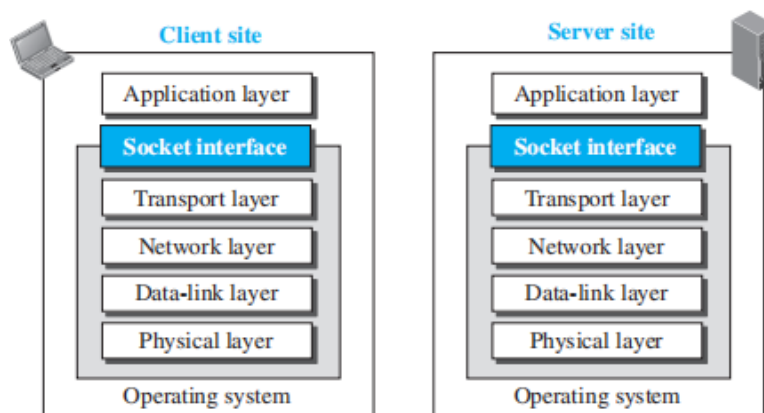 Client site
Application layer
Socket interface
Transport layer
Network layer
Data-link layer
Physical layer
Operating system
Server site
Application layer
Socket interface
Transport layer
Network layer
Data-link layer
Physical layer
Operating system